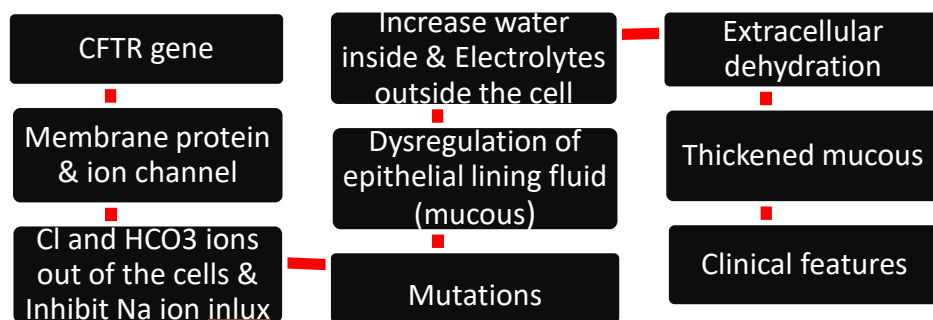 CFTR gene
Membrane protein
& ion channel
Cl and HCO3 ions
out of the cells &
Inhibit Na ion inlux
Mutations
Dysregulation of
epithelial lining fluid
(mucous)
Increase water
inside & Electrolytes
outside the cell
Extracellular
dehydration
Thickened mucous
Clinical features